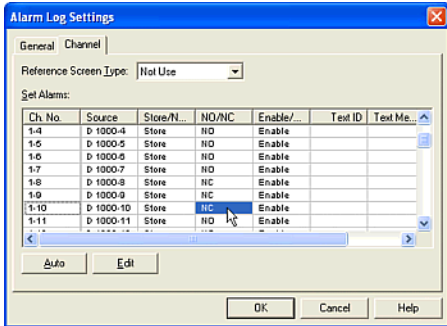 Alarm Log Settings
General Channel
Reference Screen Type: Not Use
Set Alarms:
Ch. No. Source Store/N... NO/NC Enable/... Text ID Text Me...
1-4 D 1000-4 Store NO Enable
1-5 D 1000-5 Store NO Enable
1-6 D 1000-6 Store NO Enable
1-7 D 1000-7 Store NO Enable
1-8 D 1000-8 Store NC Enable
1-9 D 1000-9 Store NC Enable
1-10 D 1000-10 Store NC Enable
1-11 D 1000-11 Store NO Enable
Auto Edit
OK Cancel Help